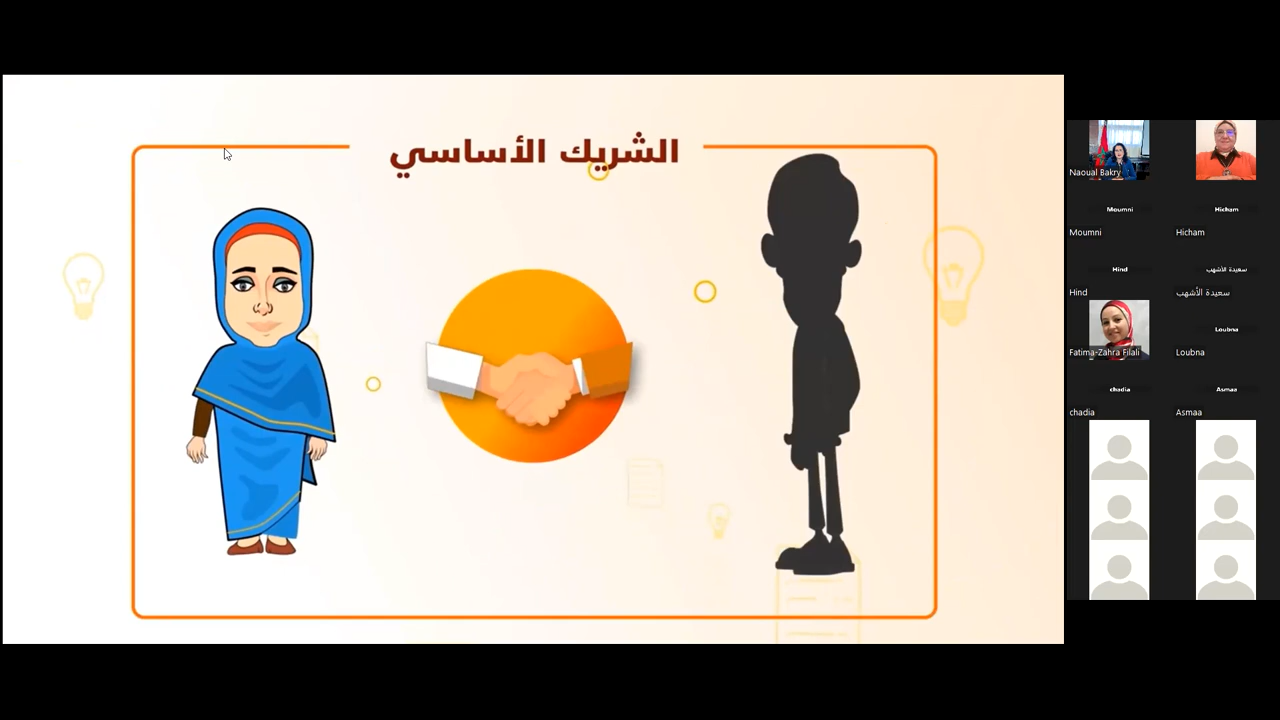 الشريك الأساسي
Naoual Bakry
Moumni
Hicham
Moumni
Hicham
Hind
سعيدة الأشهب
Hind
سعيدة الأشهب
Fatima-Zahra Filali
Loubna
Loubna
chadia
Asmaa
chadia
Asmaa